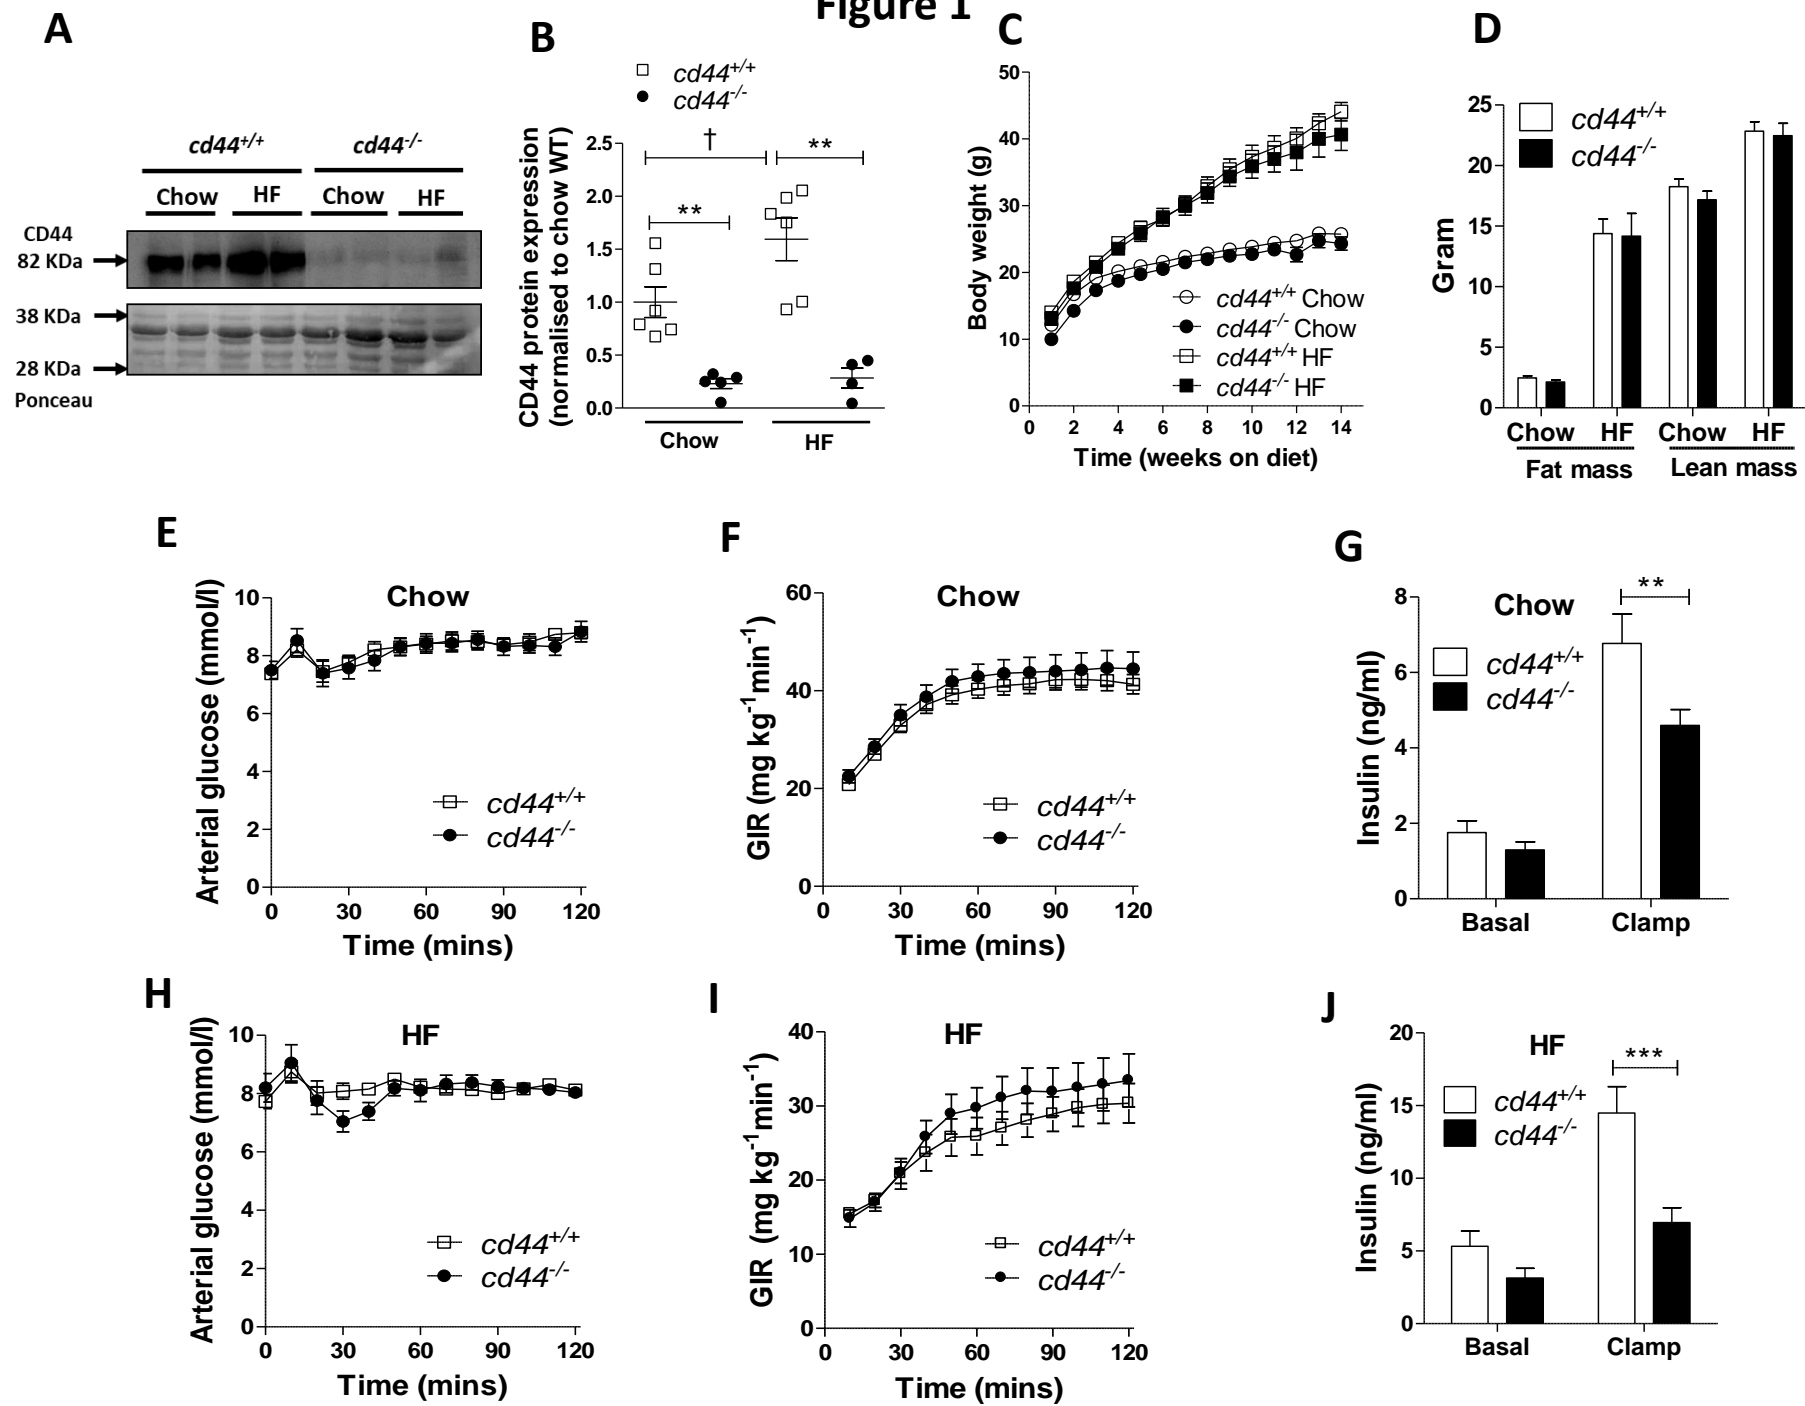 Figure 1
A
cd44+/+ cd44-/-
Chow HF Chow HF
CD44
82 KDa
38 KDa
28 KDa
Ponceau
B
cd44+/+
cd44-/-
CD44 protein expression
(normalised to chow WT)
2.5
2.0
1.5
1.0
0.5
0.0
†
**
**
Chow HF
C
Body weight (g)
50
40
30
20
10
0
cd44+/+ Chow
cd44-/- Chow
cd44+/+ HF
cd44-/- HF
0 2 4 6 8 10 12 14
Time (weeks on diet)
D
Gram
25
20
15
10
5
0
cd44+/+
cd44-/-
Chow HF Chow HF
Fat mass Lean mass
E
Chow
Arterial glucose (mmol/l)
10
8
6
4
2
0
cd44+/+
cd44-/-
0 30 60 90 120
Time (mins)
F
Chow
GIR (mg kg-1min-1)
60
40
20
0
cd44+/+
cd44-/-
0 30 60 90 120
Time (mins)
G
Chow
**
Insulin (ng/ml)
8
6
4
2
0
cd44+/+
cd44-/-
Basal Clamp
H
HF
Arterial glucose (mmol/l)
10
8
6
4
2
0
cd44+/+
cd44-/-
0 30 60 90 120
Time (mins)
I
HF
GIR (mg kg-1min-1)
40
30
20
10
0
cd44+/+
cd44-/-
0 30 60 90 120
Time (mins)
J
HF
***
Insulin (ng/ml)
20
15
10
5
0
cd44+/+
cd44-/-
Basal Clamp